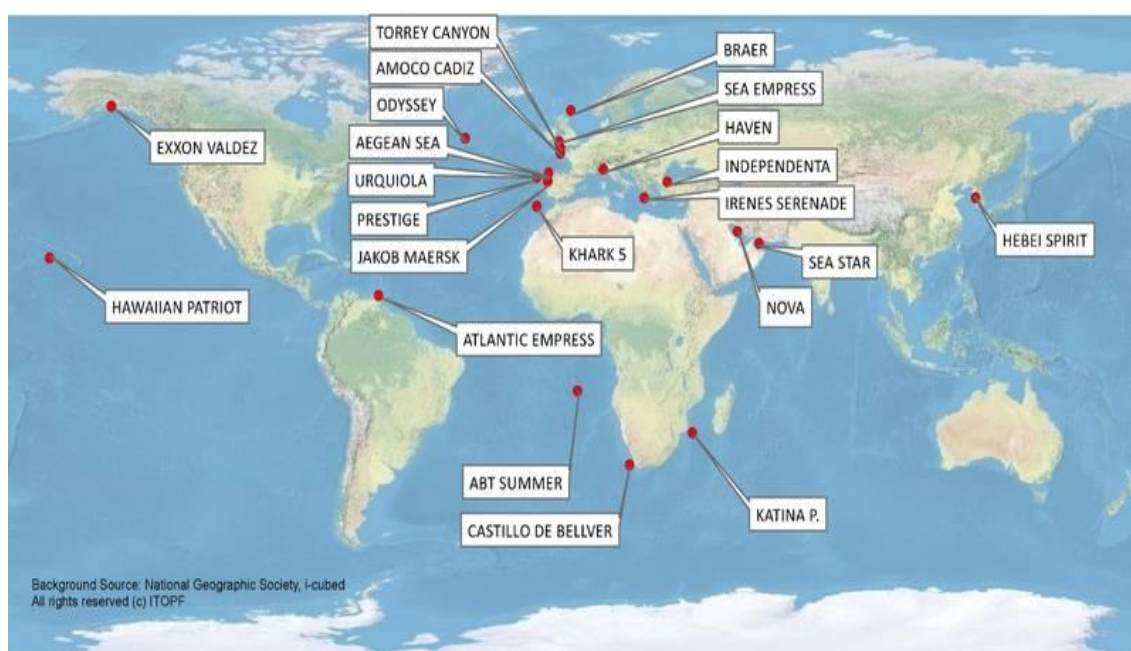 TORREY CANYON
BRAER
AMOCO CADIZ
SEA EMPRESS
ODYSSEY
HAVEN
EXXON VALDEZ
AEGEAN SEA
INDEPENDENTA
URQUIOLA
IRENES SERENADE
PRESTIGE
HEBEI SPIRIT
JAKOB MAERSK
KHARK 5
SEA STAR
HAWAIIAN PATRIOT
NOVA
ATLANTIC EMPRESS
ABT SUMMER
KATINA P.
CASTILLO DE BELLVER
Background Source: National Geographic Society, i-cubed
All rights reserved (c) ITOPF